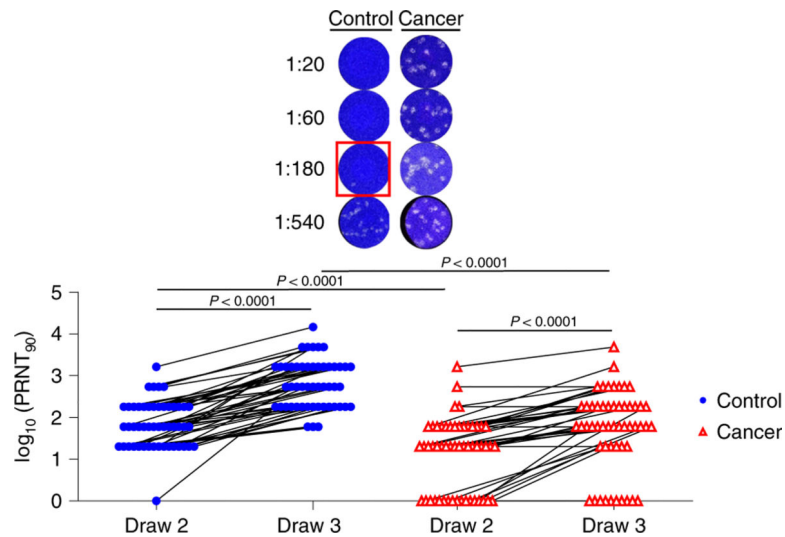 Control Cancer
1:20
1:60
1:180
1:540
P < 0.0001
P < 0.0001
P < 0.0001
P < 0.0001
5
4
3
2
1
0
log10 (PRNT90)
Draw 2 Draw 3 Draw 2 Draw 3
Control
Cancer